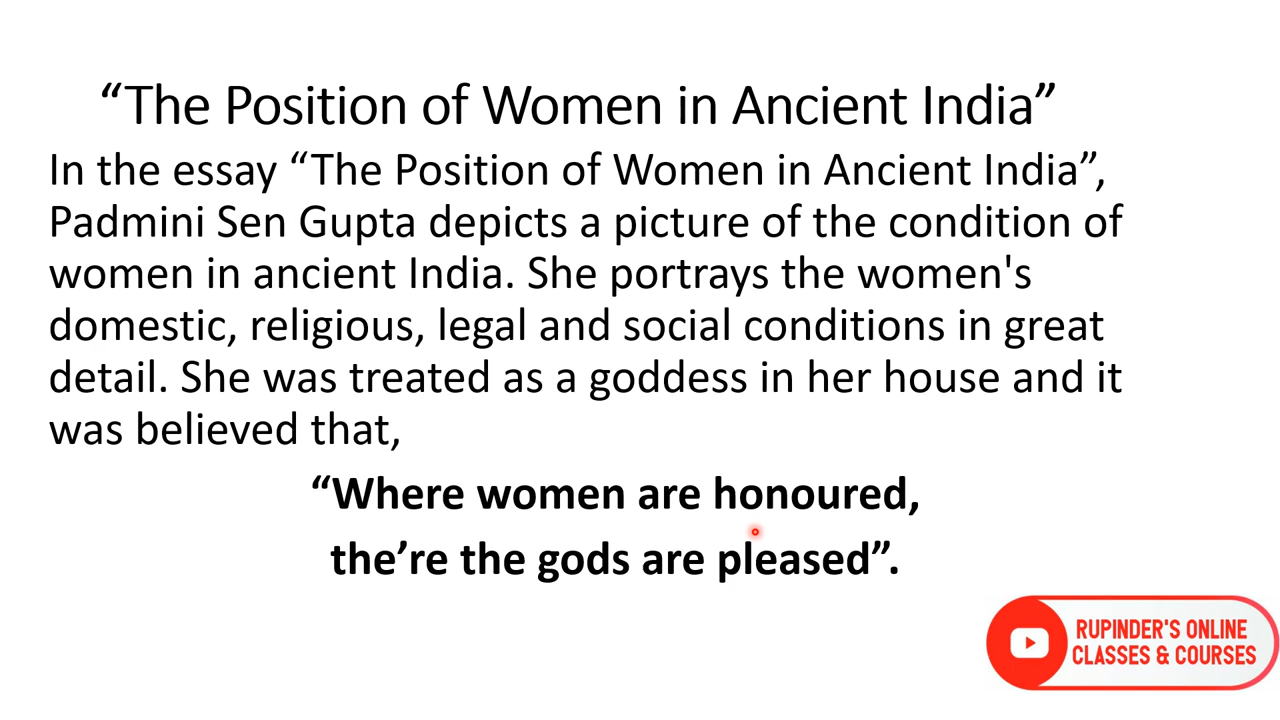 “The Position of Women in Ancient India”
In the essay “The Position of Women in Ancient India”,
Padmini Sen Gupta depicts a picture of the condition of
women in ancient India. She portrays the women's
domestic, religious, legal and social conditions in great
detail. She was treated as a goddess in her house and it
was believed that,
“Where women are honoured,
the’re the gods are pleased”.
RUPINDER'S ONLINE
CLASSES & COURSES